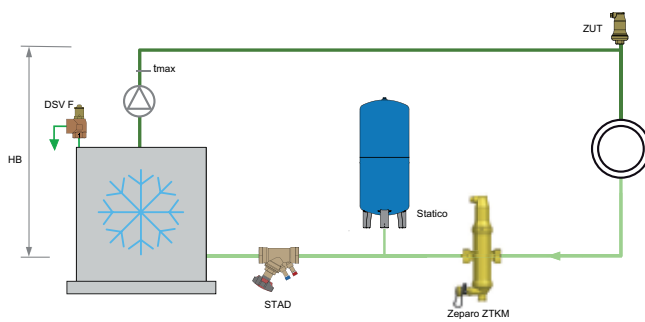 ZUT
tmax
DSV F
HB
Statico
STAD
Zeparo ZTKM